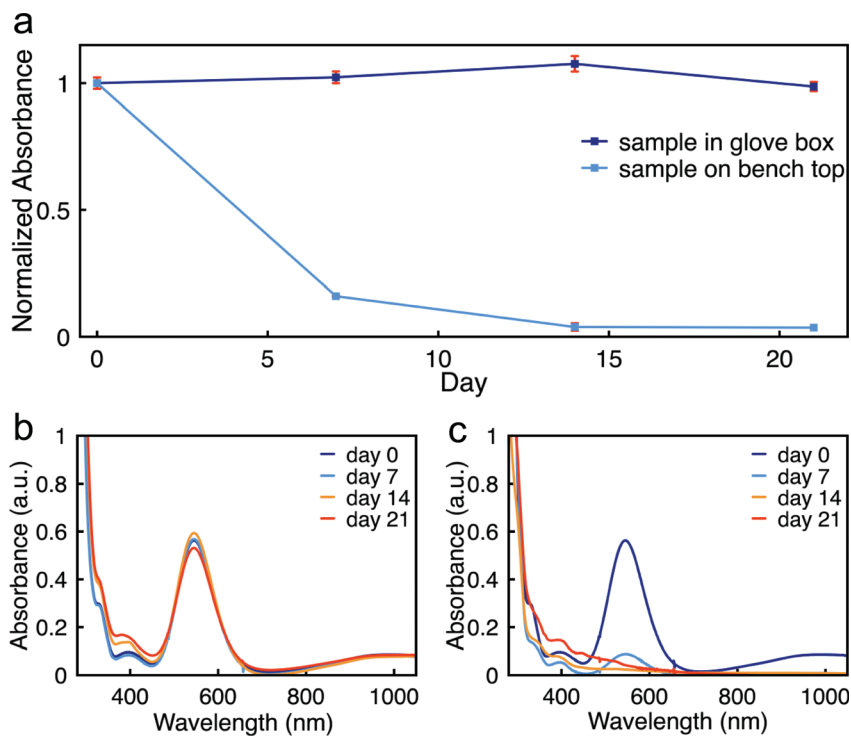 a
Normalized Absorbance
1
0.5
0
sample in glove box
sample on bench top
0 5 10 15 20
Day
b
Absorbance (a.u.)
1
0.8
0.6
0.4
0.2
0
day 0
day 7
day 14
day 21
400 600 800 1000
Wavelength (nm)
c
Absorbance (a.u.)
1
0.8
0.6
0.4
0.2
0
day 0
day 7
day 14
day 21
400 600 800 1000
Wavelength (nm)